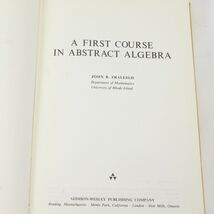 A FIRST COURSE
IN ABSTRACT ALGEBRA
JOHN B. FRALEIGH
Department of Mathematics
University of Rhode Island
ADDISON-WESLEY PUBLISHING COMPANY
Reading, Massachusetts · Menlo Park, California · London · Don Mills, Ontario